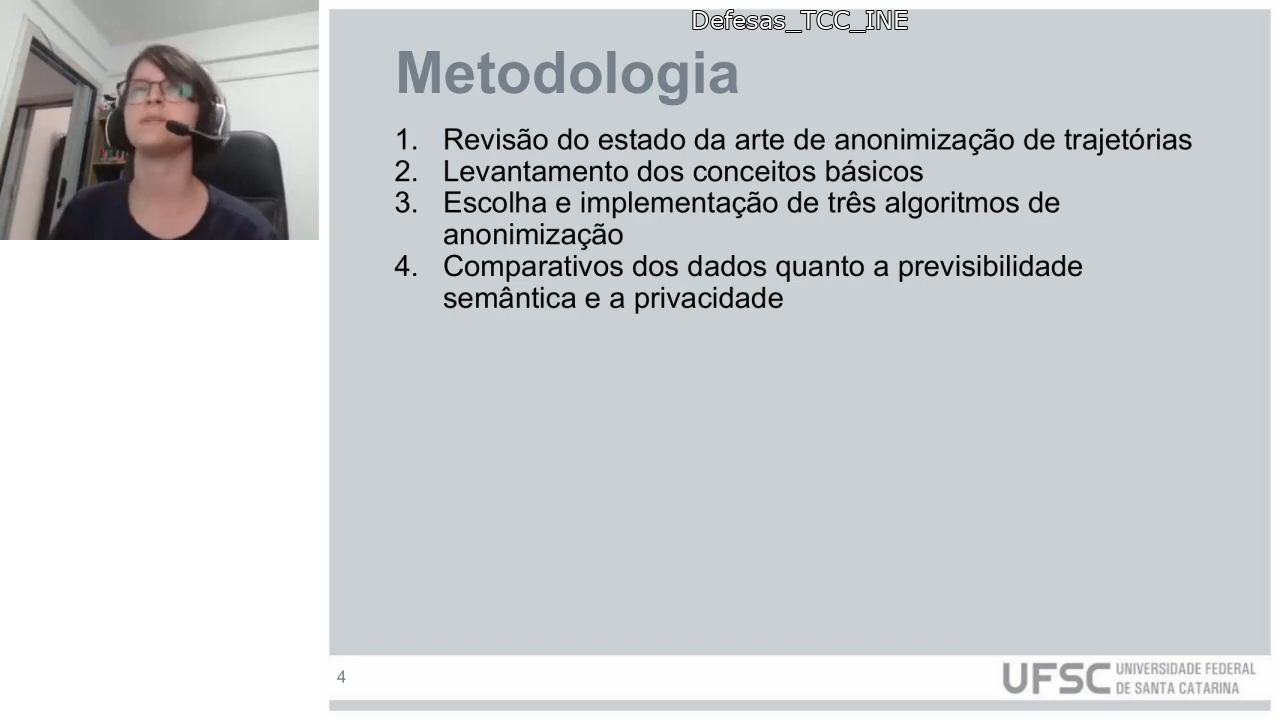 Defesas_TCC_INE
Metodologia
1. Revisão do estado da arte de anonimização de trajetórias
2. Levantamento dos conceitos básicos
3. Escolha e implementação de três algoritmos de
anonimização
4. Comparativos dos dados quanto a previsibilidade
semântica e a privacidade
4
UFSC UNIVERSIDADE FEDERAL
DE SANTA CATARINA